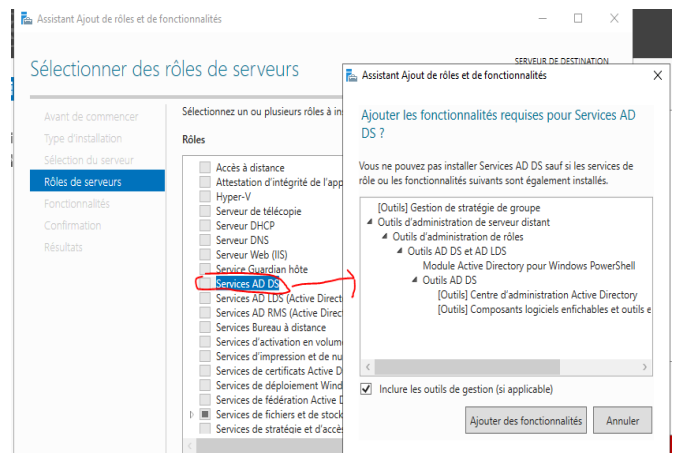 Assistant Ajout de rôles et de fonctionnalités
Sélectionner des rôles de serveurs
SERVEUR DE DESTINATION
Avant de commencer
Type d'installation
Sélection du serveur
Rôles de serveurs
Fonctionnalités
Confirmation
Résultats
Sélectionnez un ou plusieurs rôles à in
Rôles
Accès à distance
Attestation d'intégrité de l'app
Hyper-V
Serveur de télécopie
Serveur DHCP
Serveur DNS
Serveur Web (IIS)
Service Guardian hôte
Services AD DS
Services AD LDS (Active Direct
Services AD RMS (Active Direc
Services Bureau à distance
Services d'activation en volum
Services d'impression et de nu
Services de certificats Active D
Services de déploiement Wind
Services de fédération Active D
Services de fichiers et de stock
Services de stratégie et d'accè
Assistant Ajout de rôles et de fonctionnalités
Ajouter les fonctionnalités requises pour Services AD
DS ?
Vous ne pouvez pas installer Services AD DS sauf si les services de
rôle ou les fonctionnalités suivants sont également installés.
[Outils] Gestion de stratégie de groupe
Outils d'administration de serveur distant
Outils d'administration de rôles
Outils AD DS et AD LDS
Module Active Directory pour Windows PowerShell
Outils AD DS
[Outils] Centre d'administration Active Directory
[Outils] Composants logiciels enfichables et outils e
Inclure les outils de gestion (si applicable)
Ajouter des fonctionnalités
Annuler